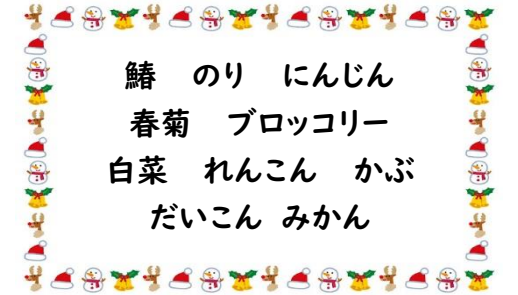 鰆　のり　にんじん
春菊　ブロッコリー
白菜　れんこん　かぶ
だいこん　みかん